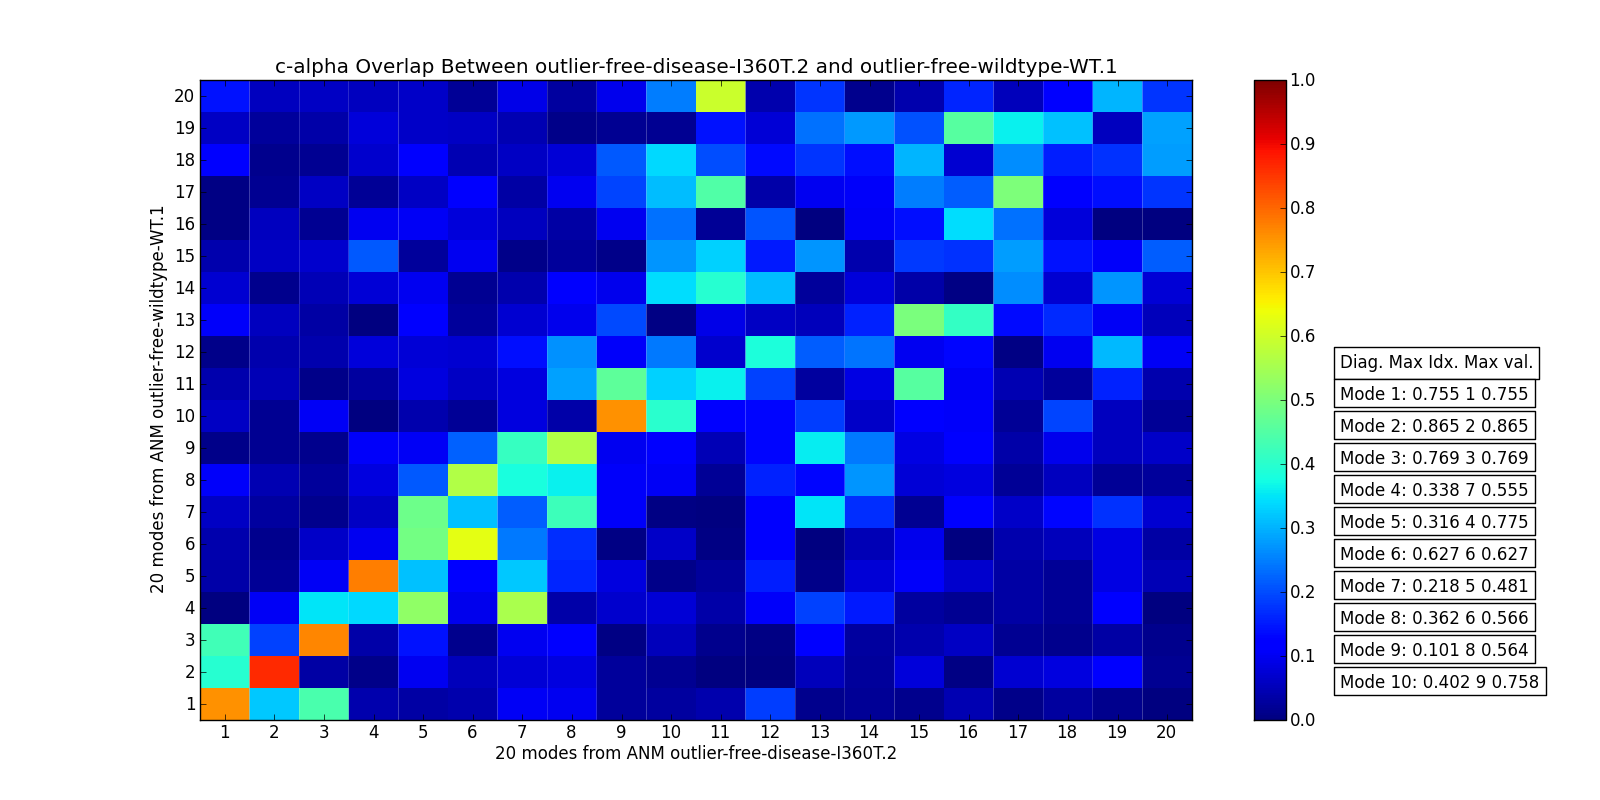 c-alpha Overlap Between outlier-free-disease-I360T.2 and outlier-free-wildtype-WT.1
20 modes from ANM outlier-free-wildtype-WT.1
20
19
18
17
16
15
14
13
12
11
10
9
8
7
6
5
4
3
2
1
1 2 3 4 5 6 7 8 9 10 11 12 13 14 15 16 17 18 19 20
20 modes from ANM outlier-free-disease-I360T.2
1.0
0.9
0.8
0.7
0.6
0.5
0.4
0.3
0.2
0.1
0.0
Diag. Max Idx. Max val.
Mode 1: 0.755 1 0.755
Mode 2: 0.865 2 0.865
Mode 3: 0.769 3 0.769
Mode 4: 0.338 7 0.555
Mode 5: 0.316 4 0.775
Mode 6: 0.627 6 0.627
Mode 7: 0.218 5 0.481
Mode 8: 0.362 6 0.566
Mode 9: 0.101 8 0.564
Mode 10: 0.402 9 0.758